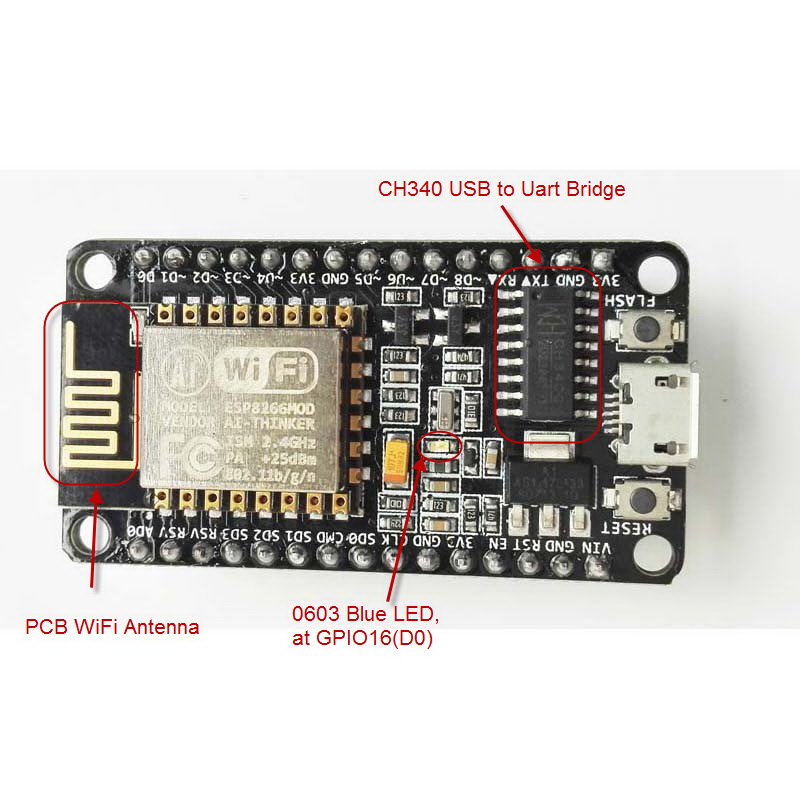 CH340 USB to Uart Bridge
D0 ~D1 ~D2 ~D3 ~D4 3V3 GND ~D5 ~D6 ~D7 ~D8 RX TX GND 3V3
FLASH
AI
WiFi
MODEL ESP8266MOD
VENDOR AI-THINKER
ISM 2.4GHz
PA +25dBm
802.11b/g/n
FC
RESET
AD0 RSV RSV SD3 SD2 SD1 CMD SD0 CLK GND 3V3 EN RST GND VIN
PCB WiFi Antenna
0603 Blue LED,
at GPIO16(D0)